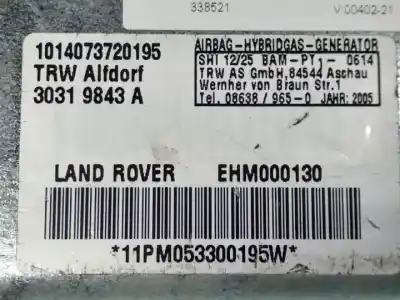 338521
V 00402-21
1014073720195
TRW Alfdorf
3031 9843 A
AIRBAG-HYBRIDGAS-GENERATOR
SHI 12/25 BAM-PT1- 0614
TRW AS GmbH,84544 Aschau
Wernher von Braun Str.1
Tel. 08638/965-0 JAHR: 2005
LAND ROVER EHM000130
*11PM053300195W*